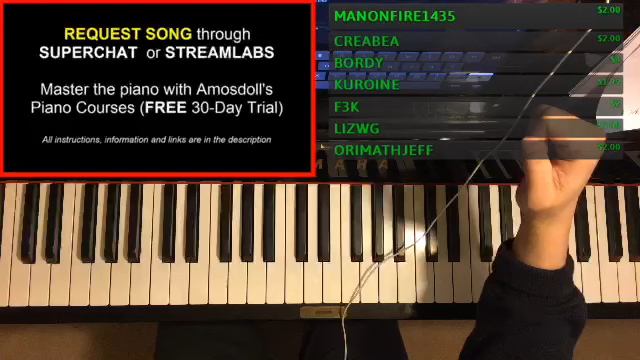 REQUEST SONG through
SUPERCHAT or STREAMLABS
Master the piano with Amosdoll's
Piano Courses (FREE 30-Day Trial)
All instructions, information and links are in the description
MANONFIRE1435 $2.00
CREABEA $2.00
BORDY
KUROINE
F3K
LIZWG
ORIMATHJEFF $2.00